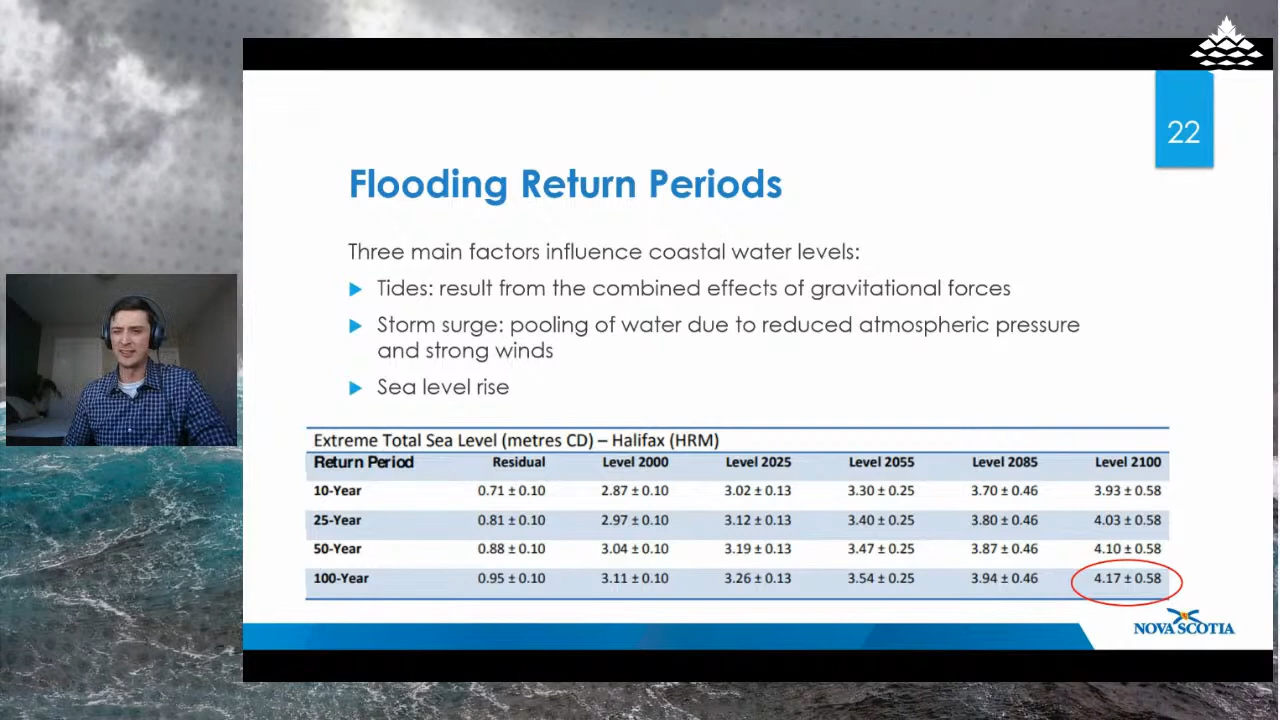 22
Flooding Return Periods
Three main factors influence coastal water levels:
Tides: result from the combined effects of gravitational forces
Storm surge: pooling of water due to reduced atmospheric pressure
and strong winds
Sea level rise
Extreme Total Sea Level (metres CD) – Halifax (HRM)
Return Period Residual Level 2000 Level 2025 Level 2055 Level 2085 Level 2100
10-Year 0.71 ± 0.10 2.87 ± 0.10 3.02 ± 0.13 3.30 ± 0.25 3.70 ± 0.46 3.93 ± 0.58
25-Year 0.81 ± 0.10 2.97 ± 0.10 3.12 ± 0.13 3.40 ± 0.25 3.80 ± 0.46 4.03 ± 0.58
50-Year 0.88 ± 0.10 3.04 ± 0.10 3.19 ± 0.13 3.47 ± 0.25 3.87 ± 0.46 4.10 ± 0.58
100-Year 0.95 ± 0.10 3.11 ± 0.10 3.26 ± 0.13 3.54 ± 0.25 3.94 ± 0.46 4.17 ± 0.58
NOVA SCOTIA